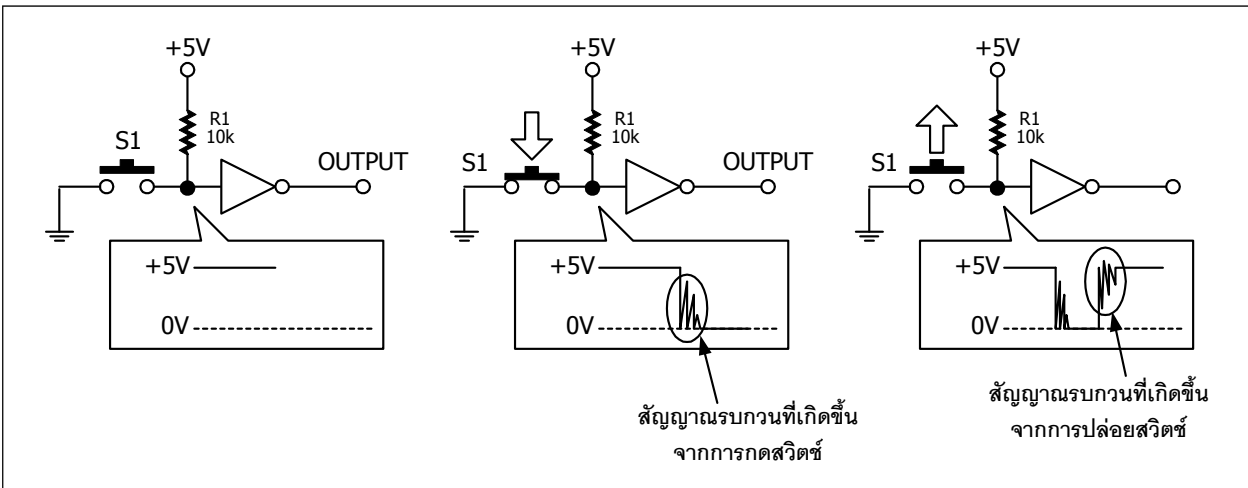 +5V
R1
10k
S1
OUTPUT
+5V
0V
+5V
R1
10k
S1
OUTPUT
+5V
0V
สัญญาณรบกวนที่เกิดขึ้น
จากการกดสวิตช์
+5V
R1
10k
S1
+5V
0V
สัญญาณรบกวนที่เกิดขึ้น
จากการปล่อยสวิตช์